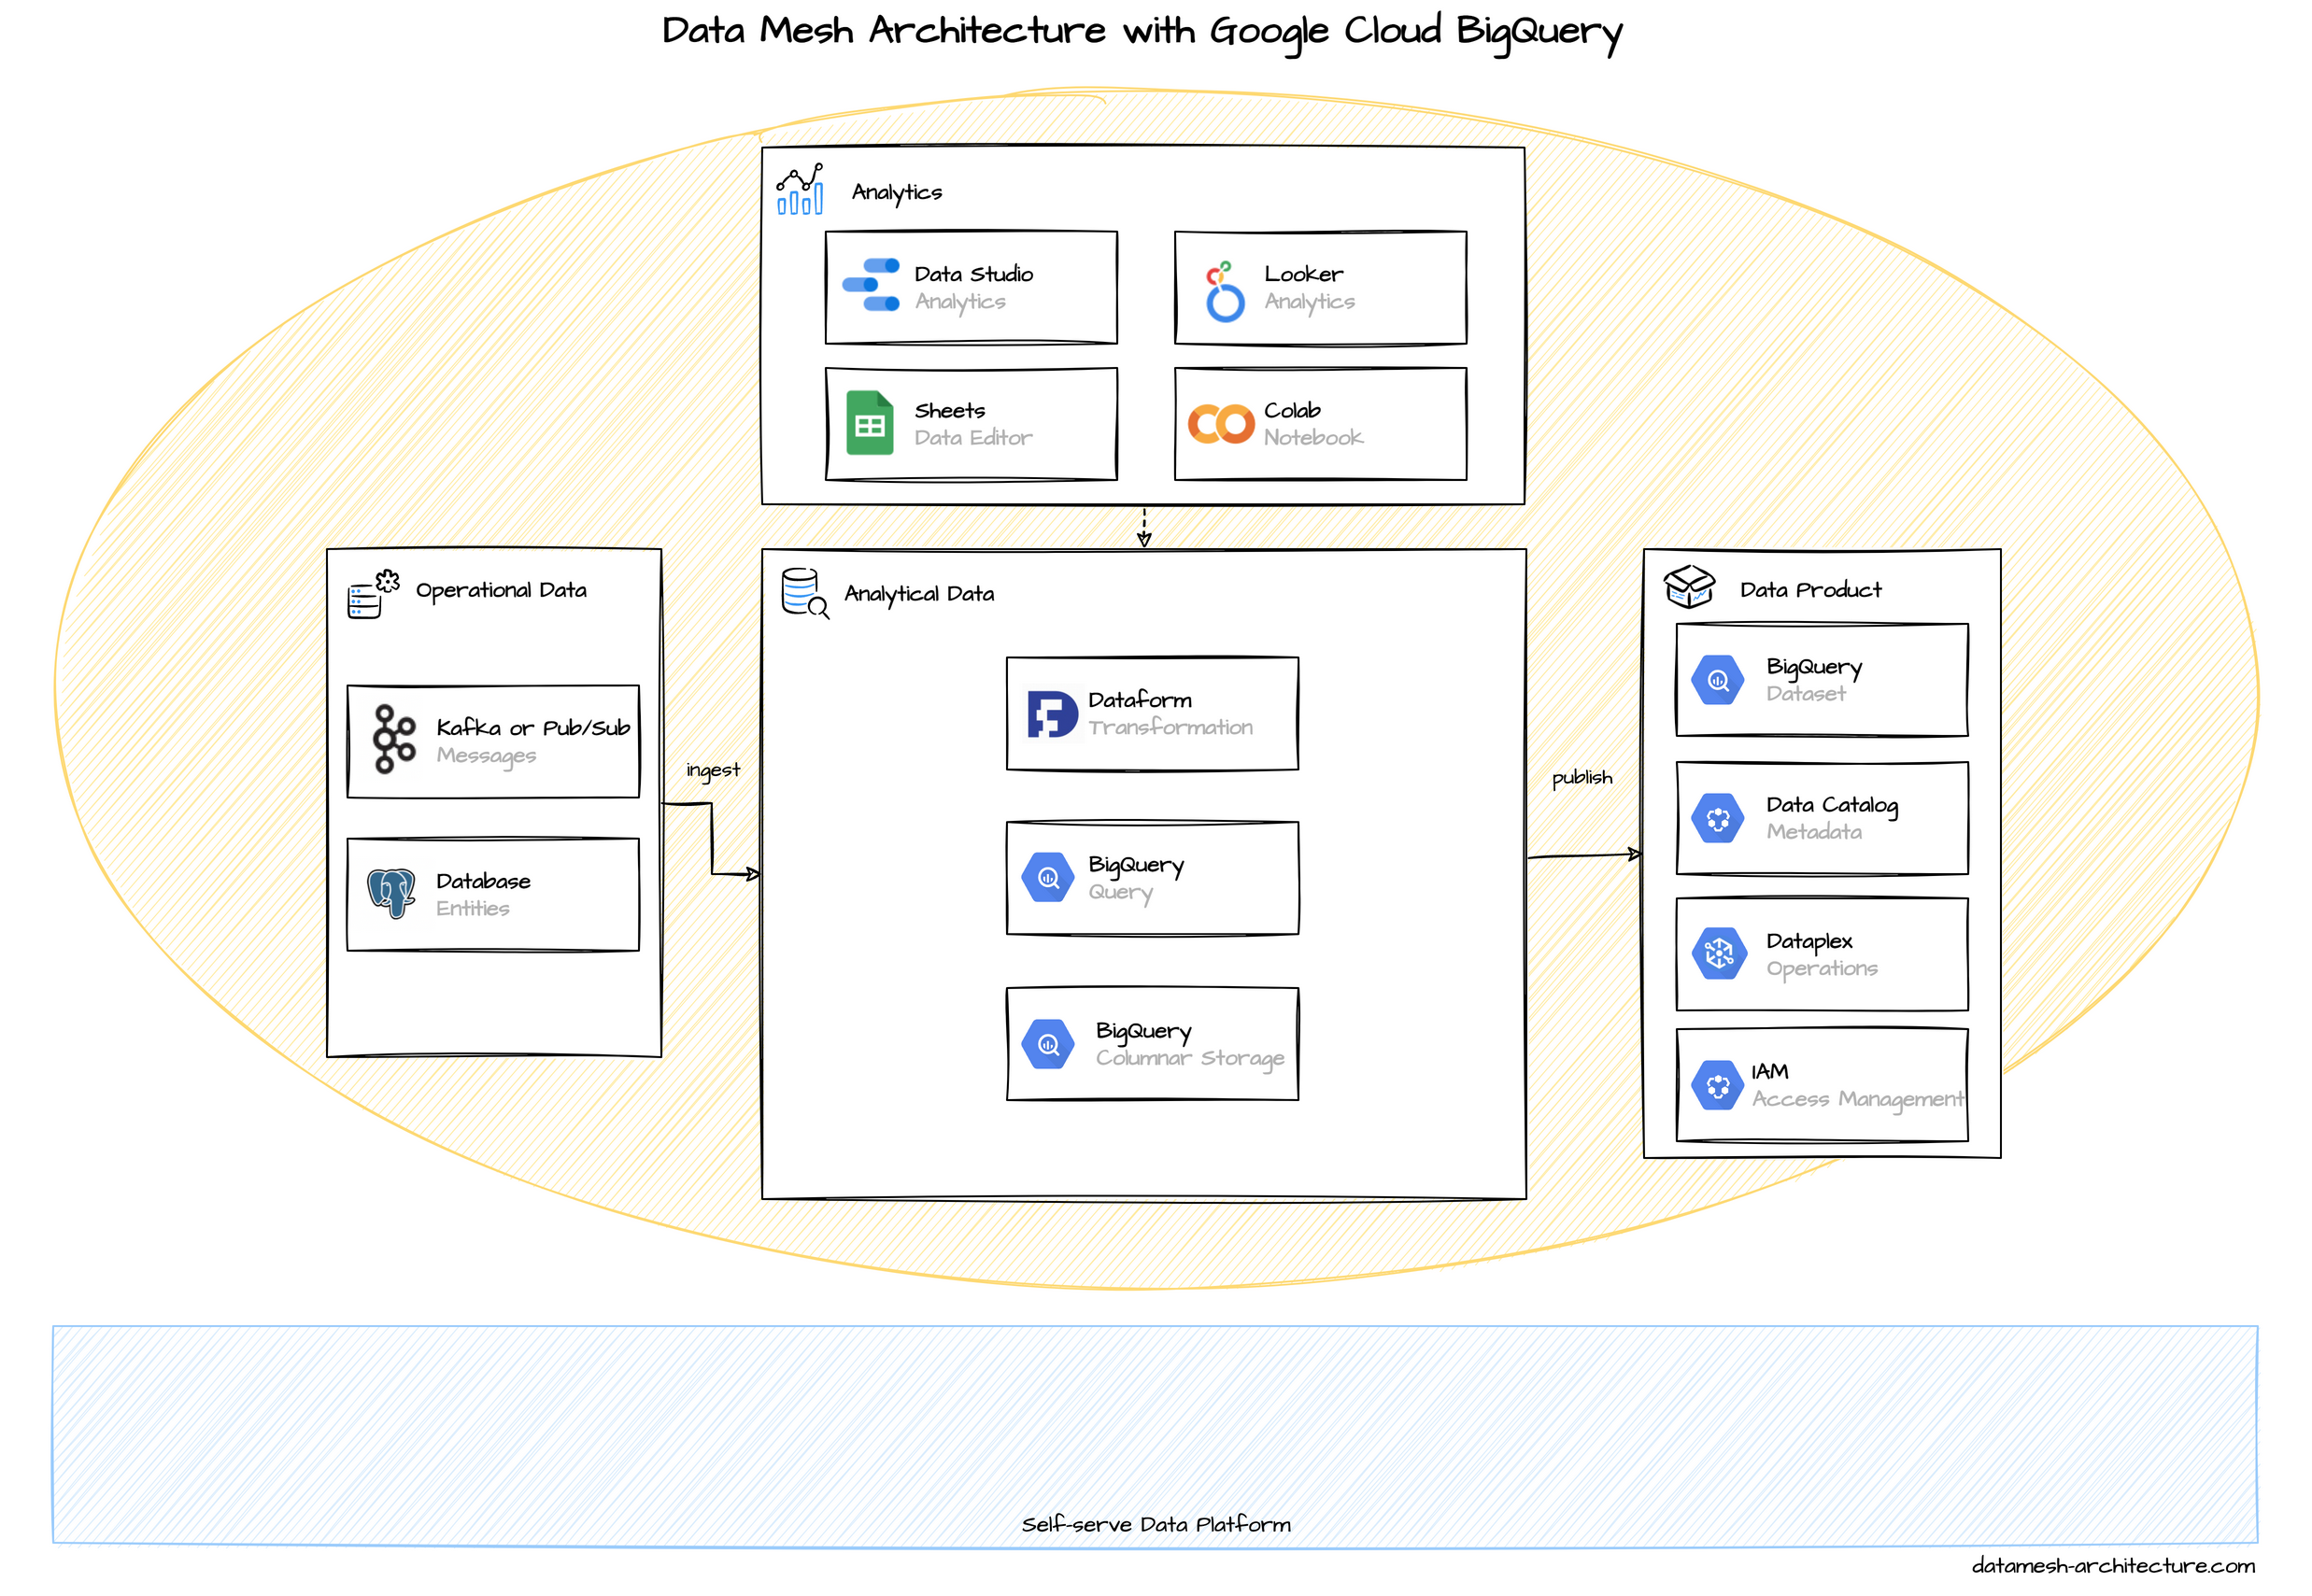 Data Mesh Architecture with Google Cloud BigQuery
Analytics
Data Studio
Analytics
Looker
Analytics
Sheets
Data Editor
Colab
Notebook
Operational Data
Kafka or Pub/Sub
Messages
Database
Entities
ingest
Analytical Data
Dataform
Transformation
BigQuery
Query
BigQuery
Columnar Storage
publish
Data Product
BigQuery
Dataset
Data Catalog
Metadata
Dataplex
Operations
IAM
Access Management
Self-serve Data Platform
datamesh-architecture.com